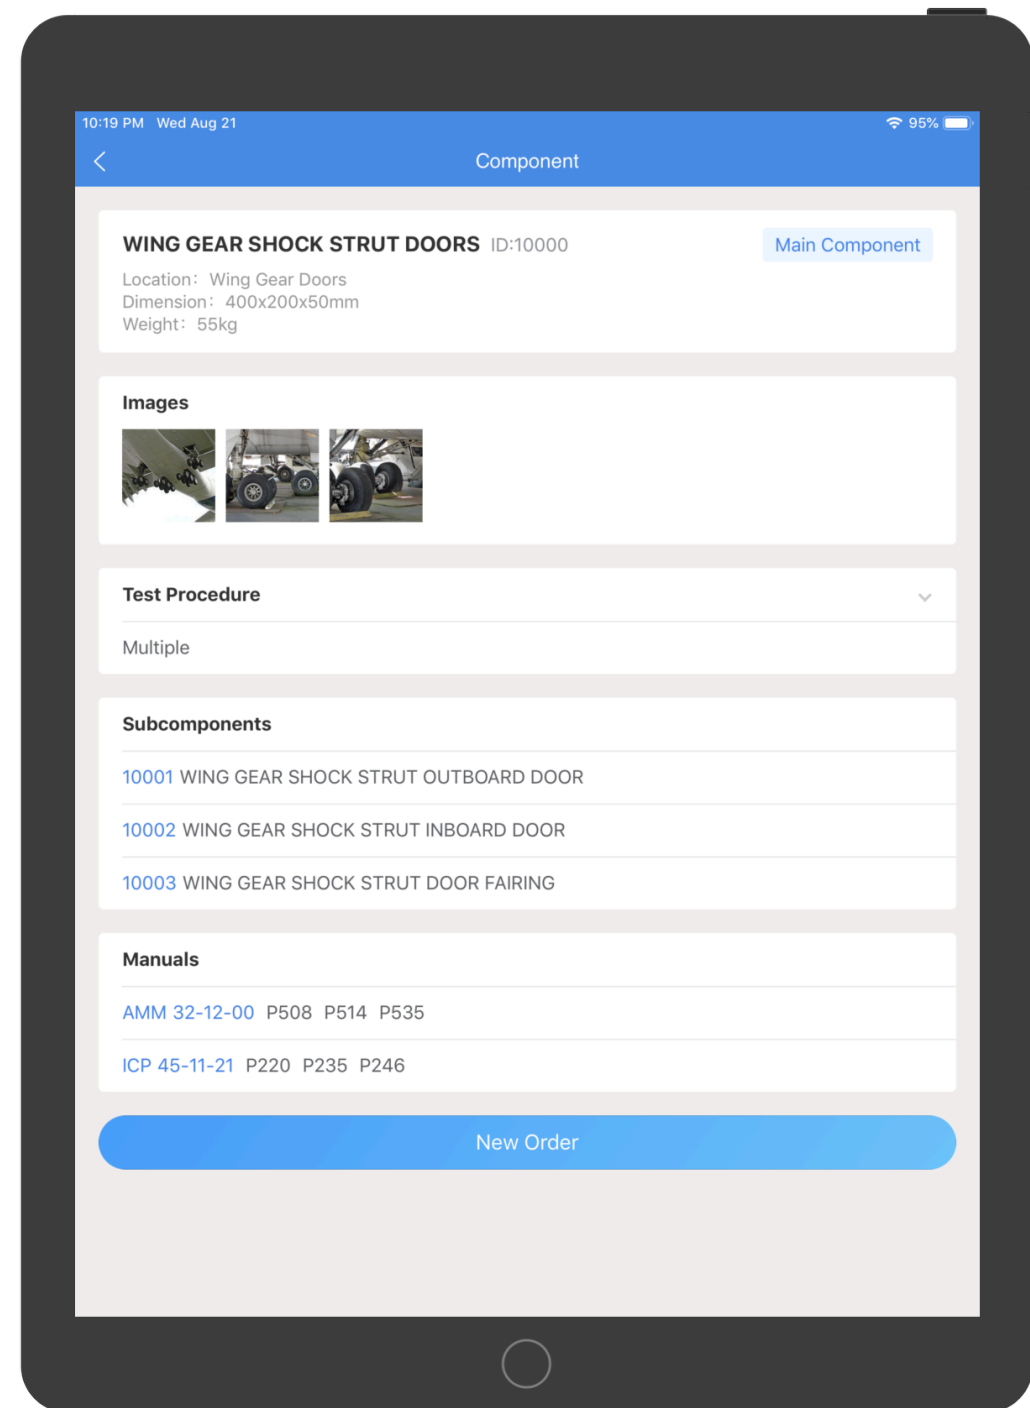 10:19 PM Wed Aug 21
95%
Component
WING GEAR SHOCK STRUT DOORS ID:10000
Main Component
Location: Wing Gear Doors
Dimension: 400x200x50mm
Weight: 55kg
Images
Test Procedure
Multiple
Subcomponents
10001 WING GEAR SHOCK STRUT OUTBOARD DOOR
10002 WING GEAR SHOCK STRUT INBOARD DOOR
10003 WING GEAR SHOCK STRUT DOOR FAIRING
Manuals
AMM 32-12-00 P508 P514 P535
ICP 45-11-21 P220 P235 P246
New Order